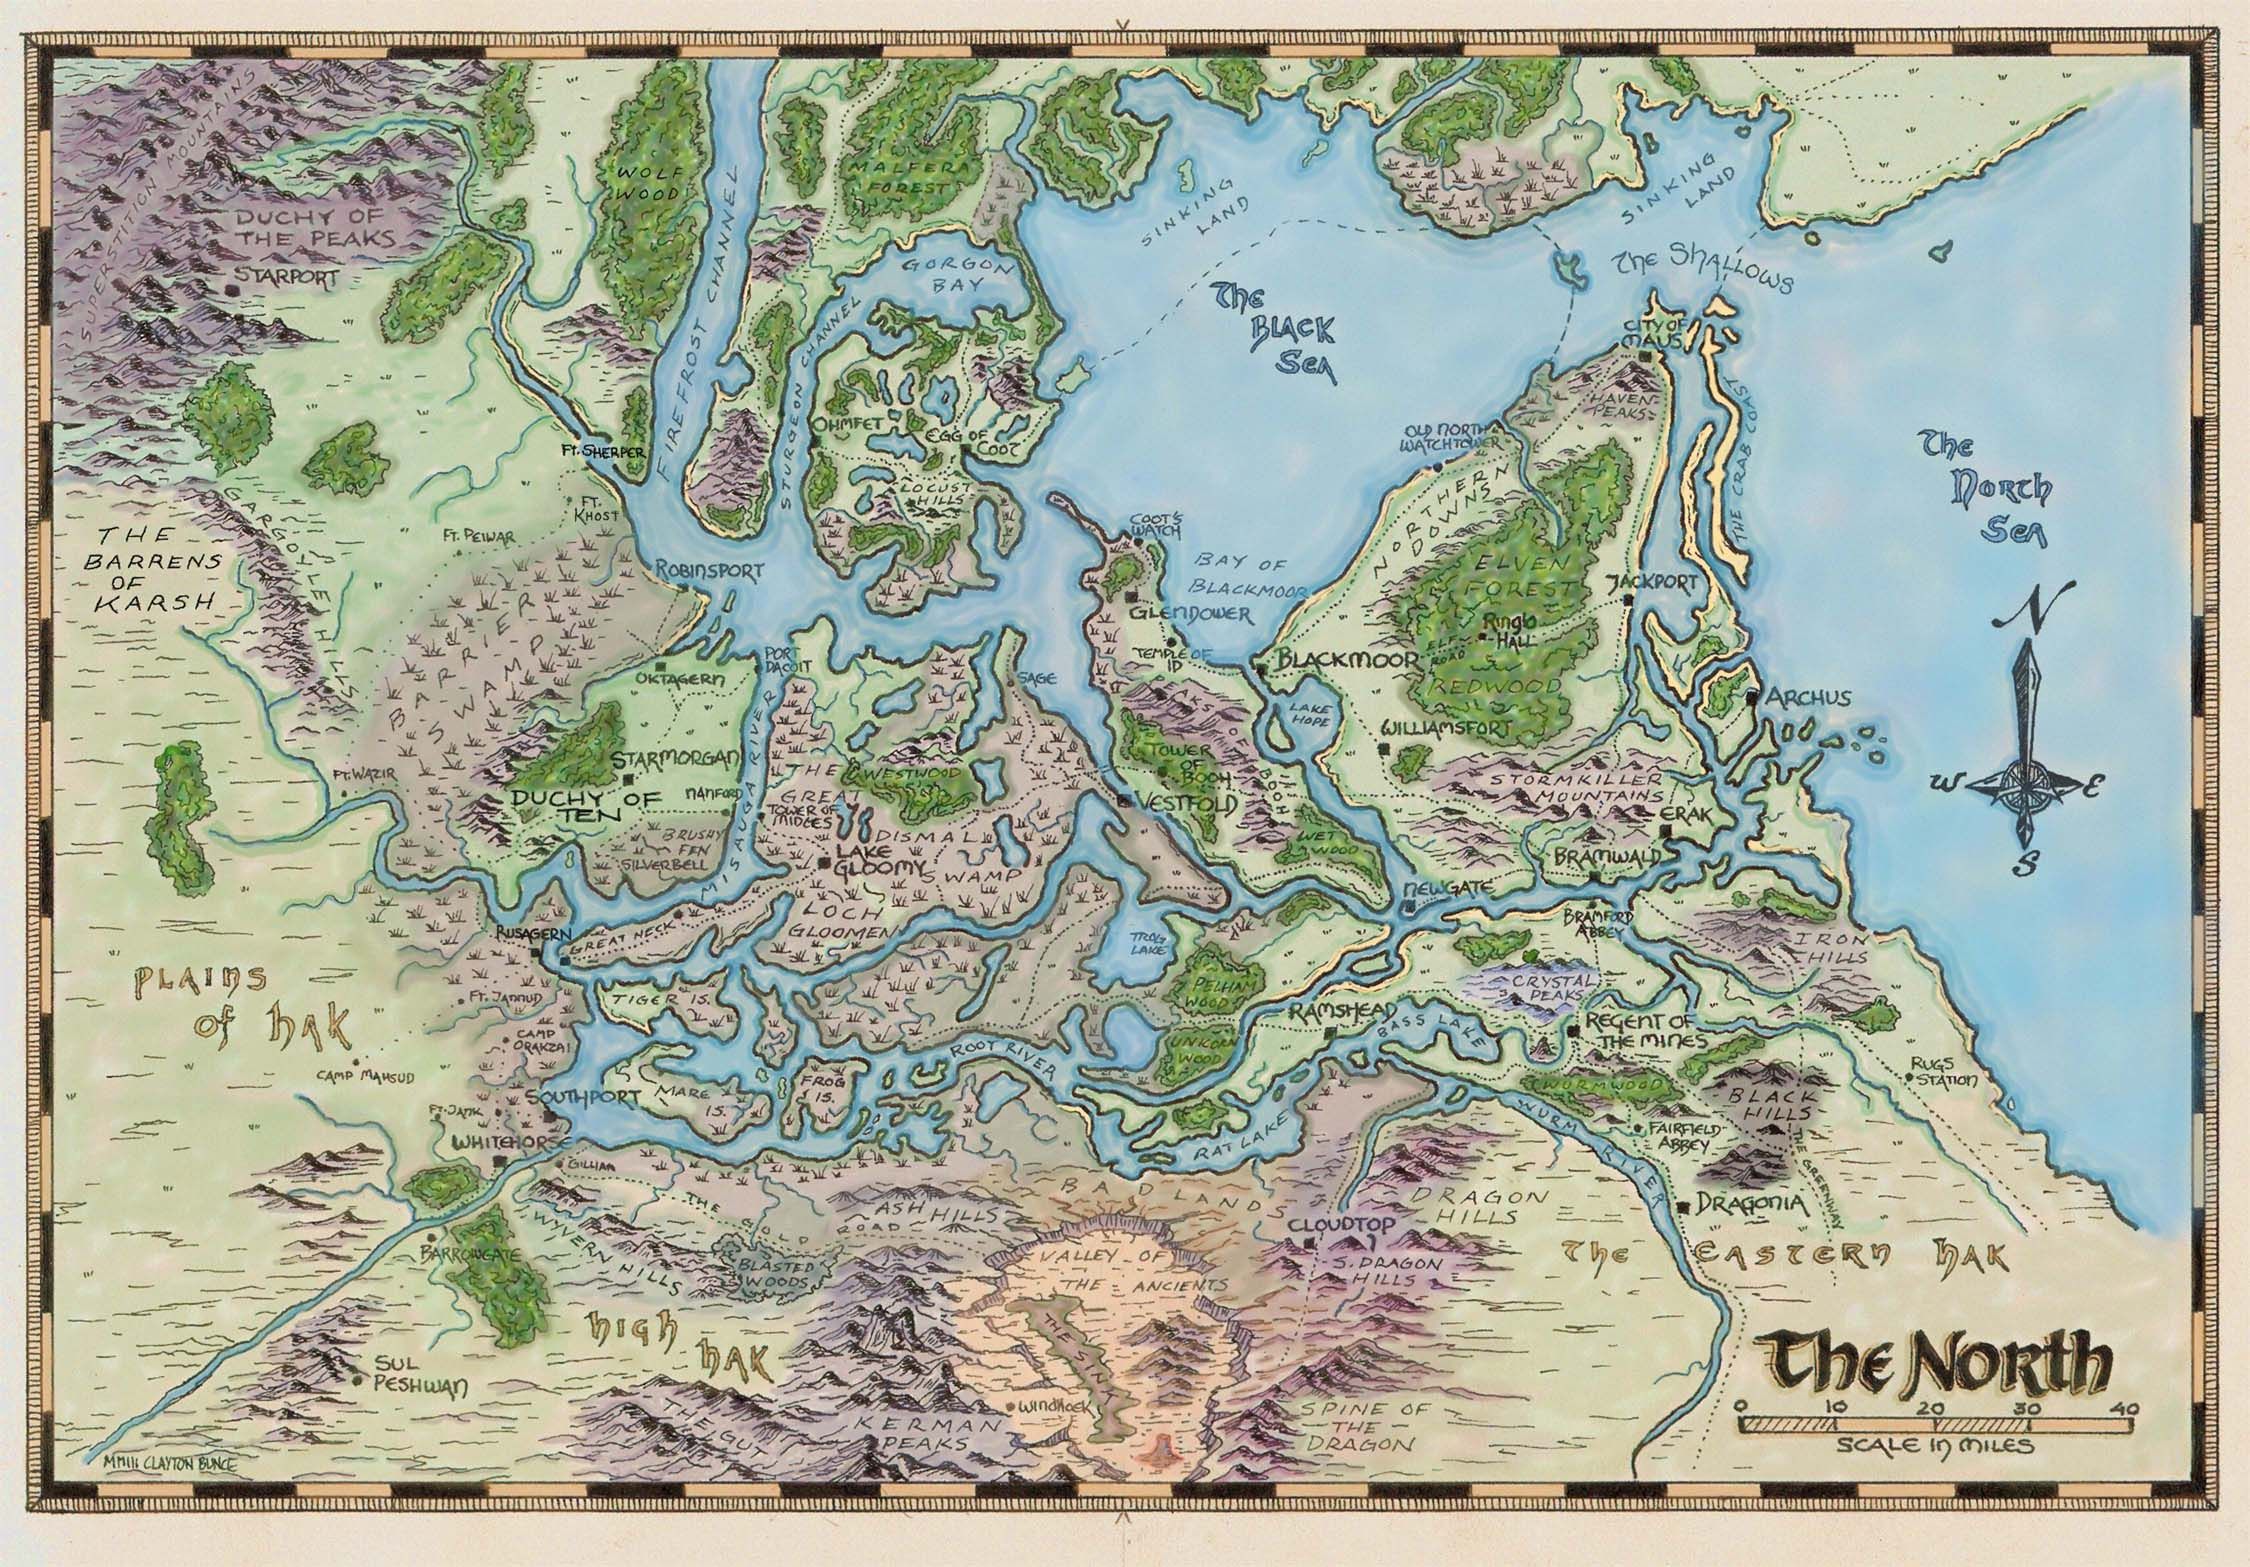 SUPERSTITION MOUNTAINS
DUCHY OF
THE PEAKS
STARPORT
WOLF
WOOD
FIREFROST CHANNEL
MALFERA
FOREST
GORGON
BAY
STURGEON CHANNEL
SINKING
LAND
SINKING
LAND
The Shallows
The
BLACK
SEA
CITY OF
MAUS
HAVEN
PEAKS
THE CRAB COAST
OHMFET
EGG OF
COOT
LOCUST
HILLS
Ft. SHERPER
FT.
KHOST
FT. PEIWAR
OLD NORTH
WATCHTOWER
NORTHERN
DOWNS
The
North
Sea
N
W
E
S
THE
BARRENS
OF
KARSH
GARGOYLE HILLS
BARRIER
SWAMP
ROBINSPORT
COOT'S
WATCH
BAY OF
BLACKMOOR
GLENDOWER
TEMPLE OF
ID
ELVEN
FOREST
JACKPORT
Ringlo
HALL
ELF
ROAD
REDWOOD
BLACKMOOR
OKTAGERN
PORT
DACOIT
SAGE
PEAKS OF BOOH
LAKE
HOPE
ARCHUS
WILLIAMSFORT
STORMKILLER
MOUNTAINS
STARMORGAN
MISAUGA RIVER
DUCHY OF
TEN
NANFORD
FT. WAZIR
THE
GREAT
DISMAL
SWAMP
WESTWOOD
TOWER OF
MIDGES
TOWER
OF
BOOH
VESTFOLD
WET
WOOD
ERAK
BRAMWALD
BRUSHY
FEN
SILVERBELL
LAKE
GLOOMY
LOCH
GLOOMEN
NEWGATE
BRAMFORD
ABBEY
IRON
HILLS
RUSAGERN
GREAT NECK
TROG
LAKE
PELHAM
WOOD
CRYSTAL
PEAKS
PLAINS
of HAK
FT. JAMMUD
TIGER IS.
CAMP
ORAKZAI
CAMP MAHSUD
ROOT RIVER
UNICORN
WOOD
RAMSHEAD
BASS LAKE
REGENT OF
THE MINES
RUGS
STATION
SOUTHPORT
MARE
IS.
FROG
IS.
WORMWOOD
BLACK
HILLS
FAIRFIELD
ABBEY
THE GREENWAY
WURM RIVER
FT. JANK
WHITEHORSE
GILLIAN
RAT LAKE
BADLANDS
THE GOLD ROAD
ASH HILLS
WYVERN HILLS
BARROWGATE
BLASTED
WOODS
VALLEY OF
THE ANCIENTS
CLOUDTOP
DRAGON
HILLS
S. DRAGON
HILLS
DRAGONIA
The EASTERN HAK
HIGH
HAK
SUL
PESHWAN
THE GUT
KERMAN
PEAKS
THE SINK
WINDHOEK
SPINE OF
THE
DRAGON
The North
0 10 20 30 40
SCALE IN MILES
MMIII CLAYTON BUNCE